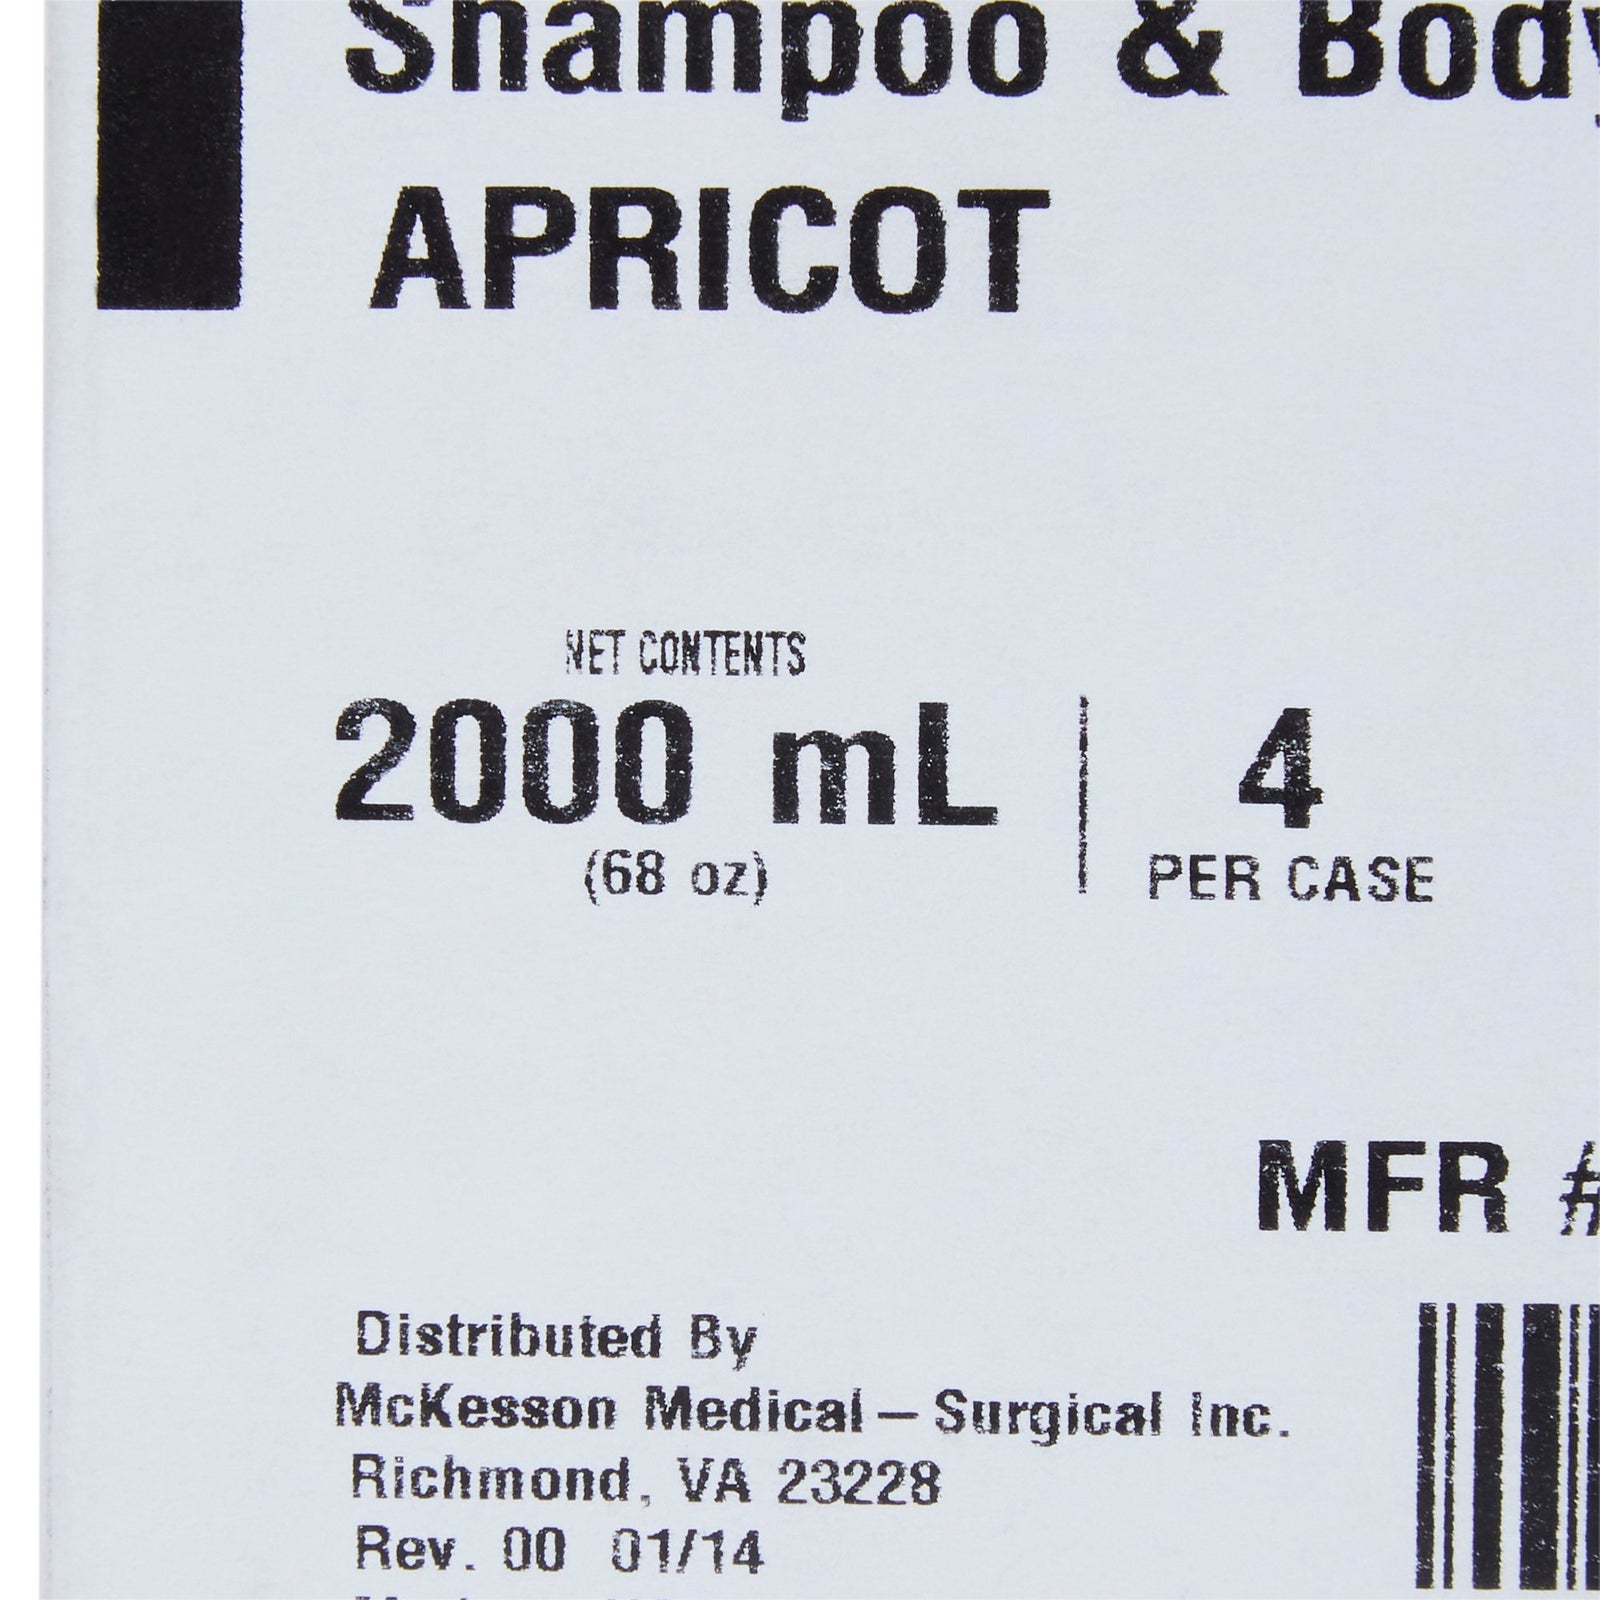 Shampoo & Body
APRICOT
NET CONTENTS
2000 mL
(68 oz)
4
PER CASE
MFR #
Distributed By
McKesson Medical – Surgical Inc.
Richmond, VA 23228
Rev. 00 01/14